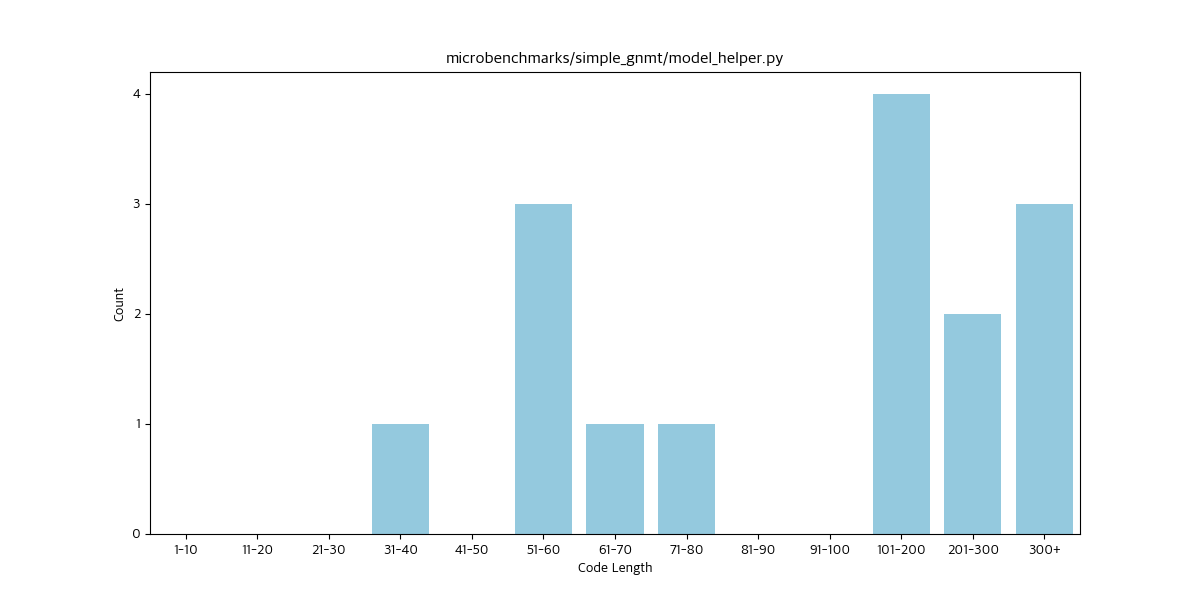 microbenchmarks/simple_gnmt/model_helper.py
4
3
2
1
0
Count
1-10 11-20 21-30 31-40 41-50 51-60 61-70 71-80 81-90 91-100 101-200 201-300 300+
Code Length